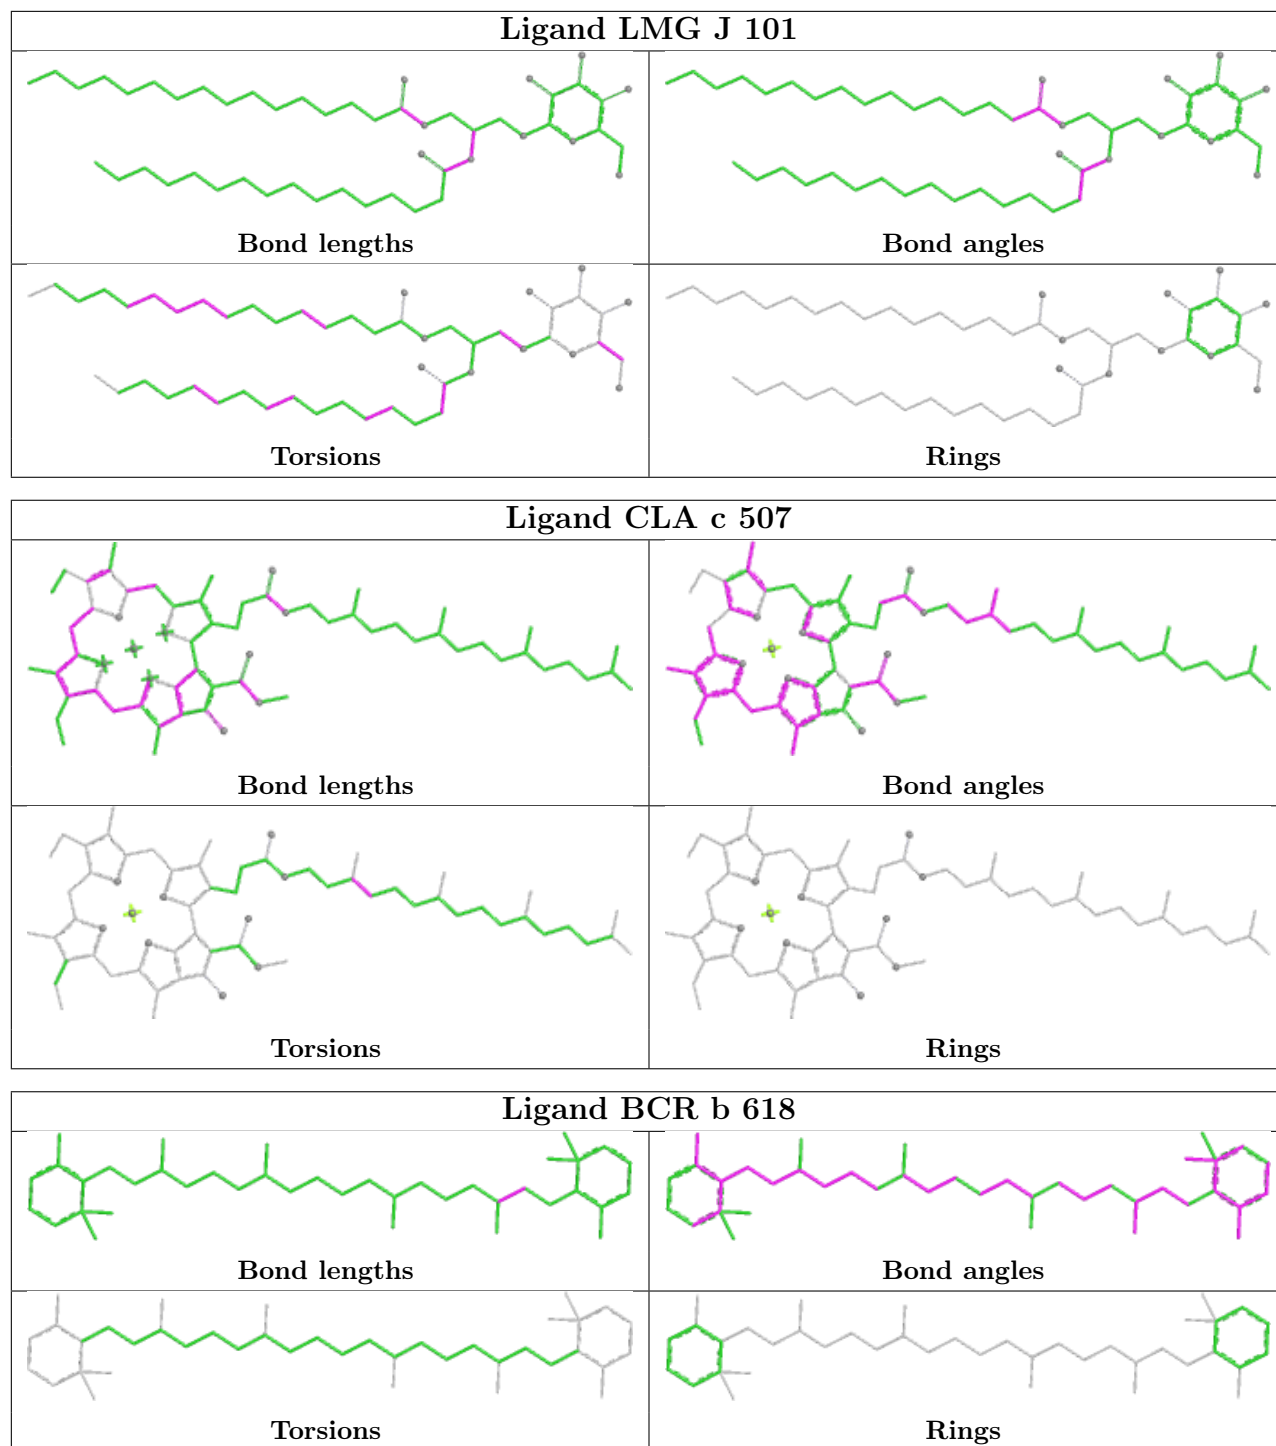 Ligand LMG J 101
Bond lengths
Bond angles
Torsions
Rings
Ligand CLA c 507
Bond lengths
Bond angles
Torsions
Rings
Ligand BCR b 618
Bond lengths
Bond angles
Torsions
Rings